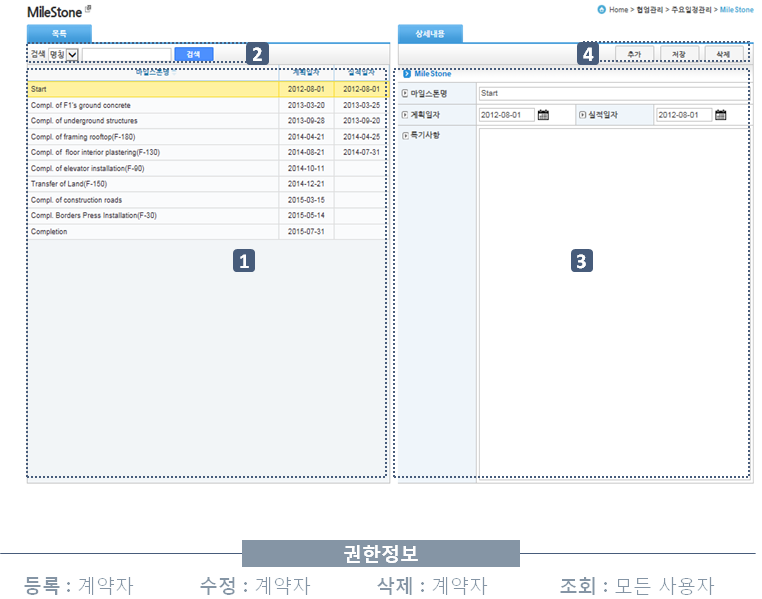 MileStone
Home > 협업관리 > 주요일정관리 > Mile Stone
목록
검색 명칭 검색 2
마일스톤명 계획일자 실적일자
Start 2012-08-01 2012-08-01
Compl. of F1's ground concrete 2013-03-20 2013-03-25
Compl. of underground structures 2013-09-28 2013-09-20
Compl. of framing rooftop(F-180) 2014-04-21 2014-04-25
Compl. of floor interior plastering(F-130) 2014-08-21 2014-07-31
Compl. of elevator installation(F-90) 2014-10-11
Transfer of Land(F-150) 2014-12-21
Compl. of construction roads 2015-03-15
Compl. Borders Press Installation(F-30) 2015-05-14
Completion 2015-07-31
1
상세내용
4 추가 저장 삭제
Mile Stone
마일스톤명 Start
계획일자 2012-08-01 실적일자 2012-08-01
특기사항
3
권한정보
등록 : 계약자 수정 : 계약자 삭제 : 계약자 조회 : 모든 사용자